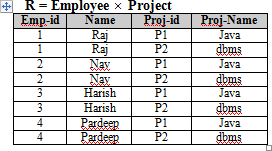 R = Employee × Project
Emp-id Name Proj-id Proj-Name
1 Raj P1 Java
1 Raj P2 dbms
2 Nav P1 Java
2 Nav P2 dbms
3 Harish P1 Java
3 Harish P2 dbms
4 Pardeep P1 Java
4 Pardeep P2 dbms